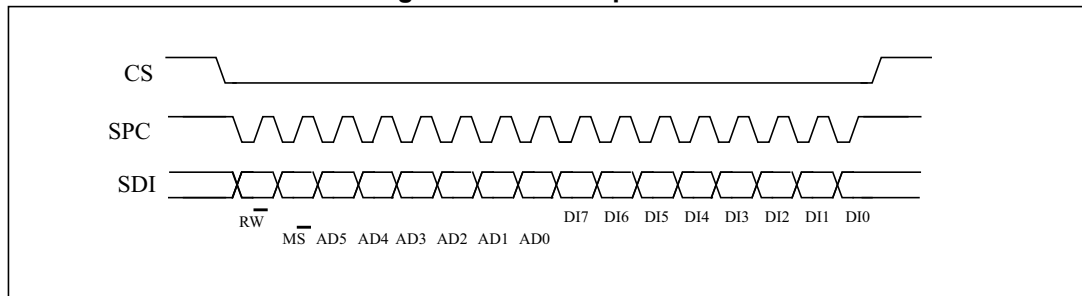 CS
SPC
SDI
RW̅ DI7 DI6 DI5 DI4 DI3 DI2 DI1 DI0
MS̅ AD5 AD4 AD3 AD2 AD1 AD0